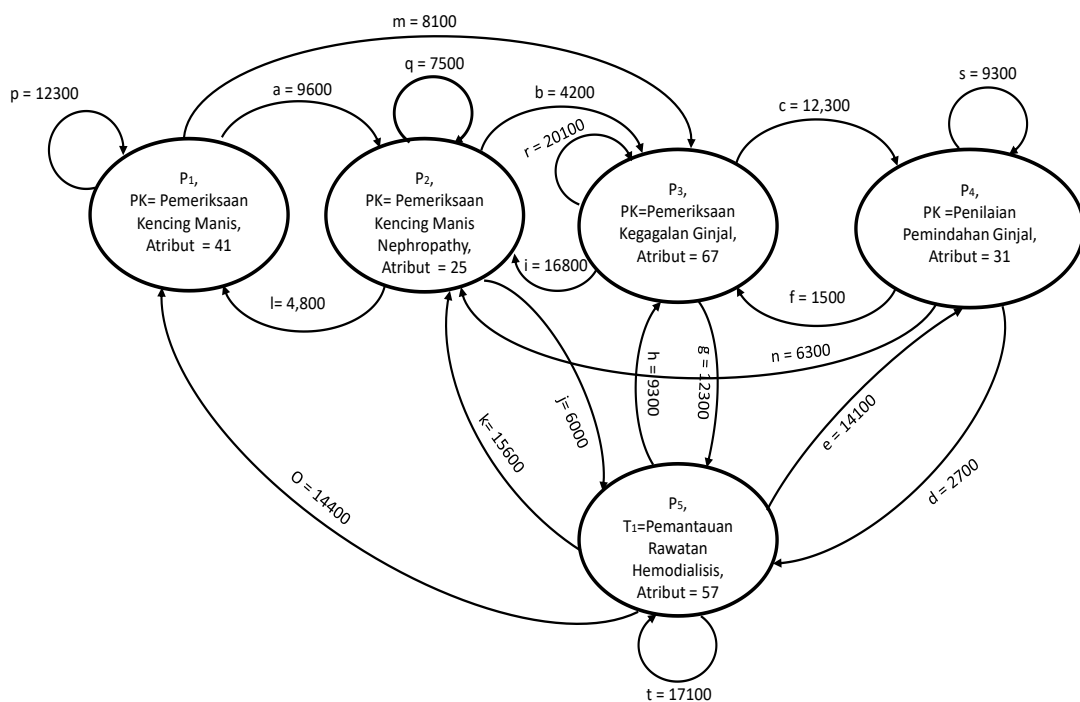 m = 8100
p = 12300
a = 9600
q = 7500
b = 4200
r = 20100
c = 12,300
s = 9300
P1,
PK= Pemeriksaan
Kencing Manis,
Atribut = 41
P2,
PK= Pemeriksaan
Kencing Manis
Nephropathy,
Atribut = 25
P3,
PK=Pemeriksaan
Kegagalan Ginjal,
Atribut = 67
P4,
PK =Penilaian
Pemindahan Ginjal,
Atribut = 31
l= 4,800
i = 16800
f = 1500
n = 6300
h = 9300
g = 12300
j= 6000
k= 15600
e = 14100
d = 2700
O = 14400
P5,
T1=Pemantauan
Rawatan
Hemodialisis,
Atribut = 57
t = 17100